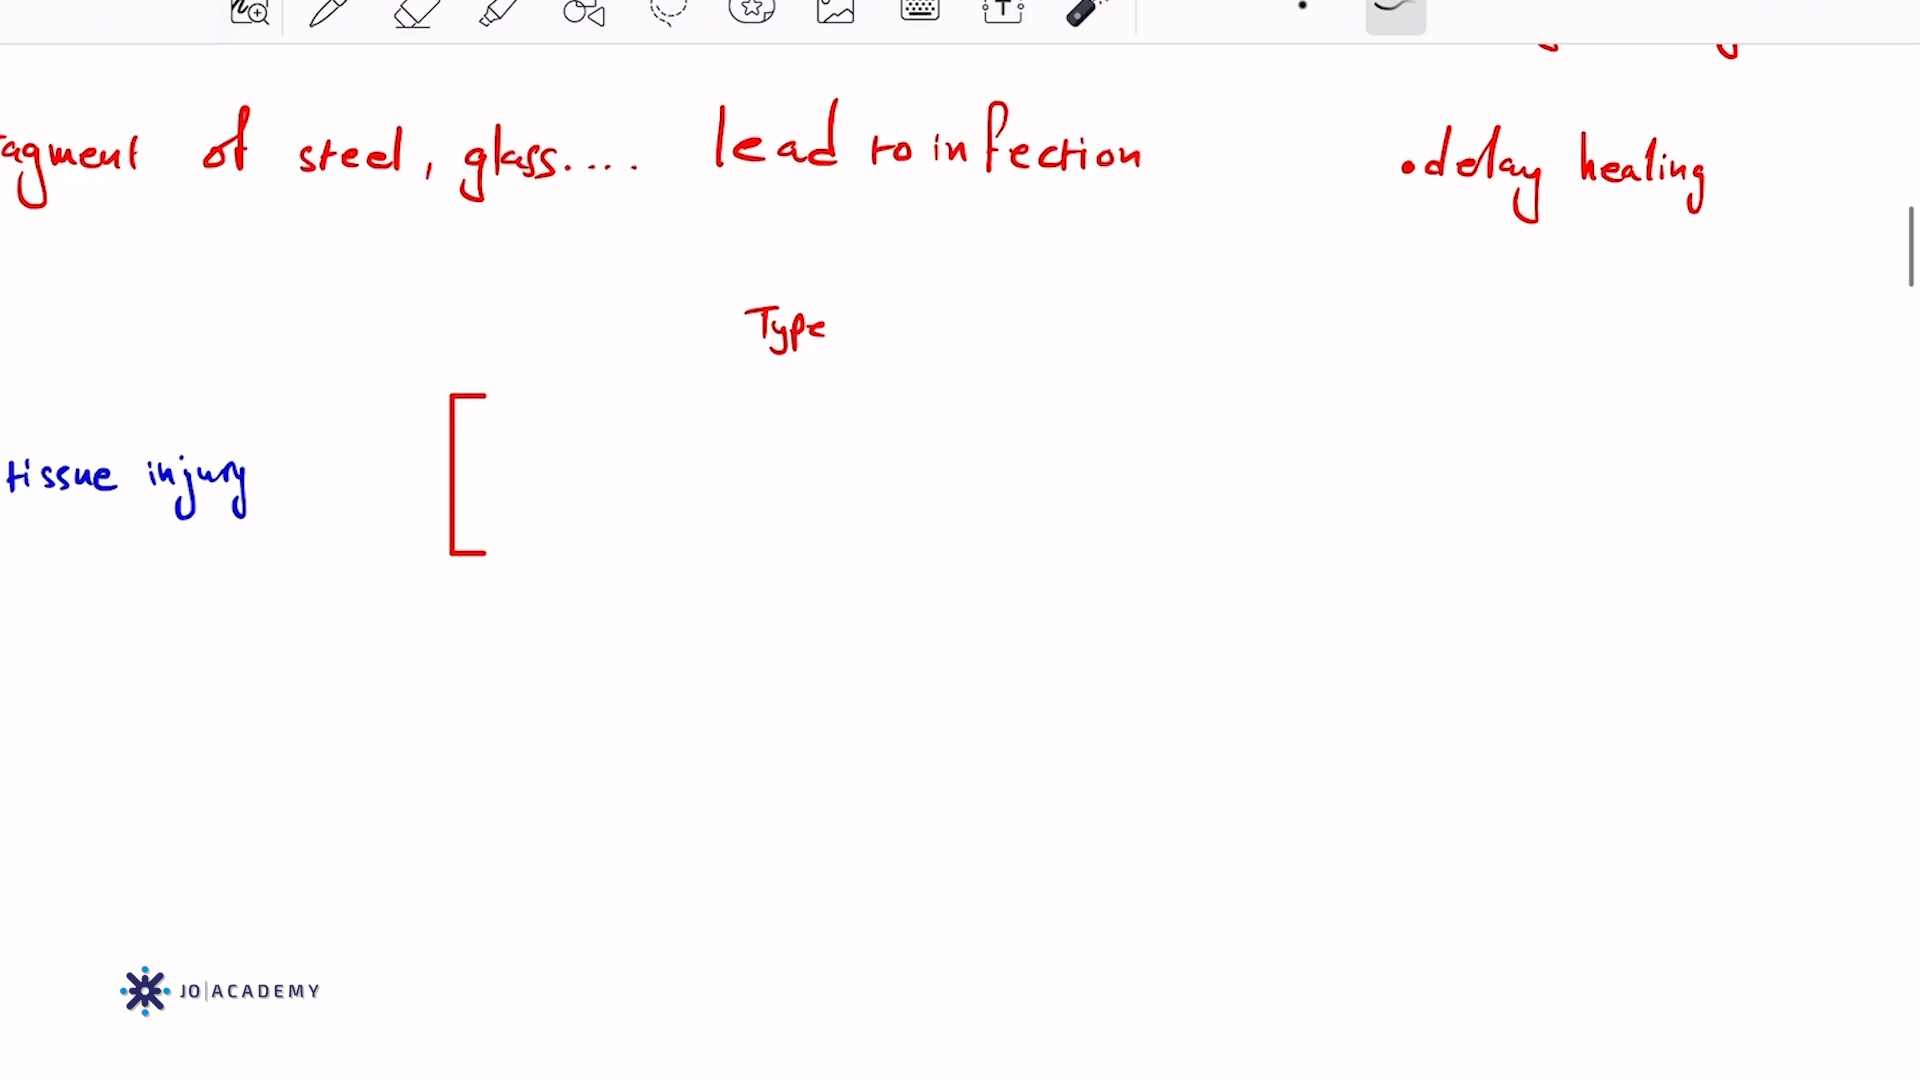 agment of steel, glass.... lead to infection •delay healing
Type
tissue injury
JO|ACADEMY